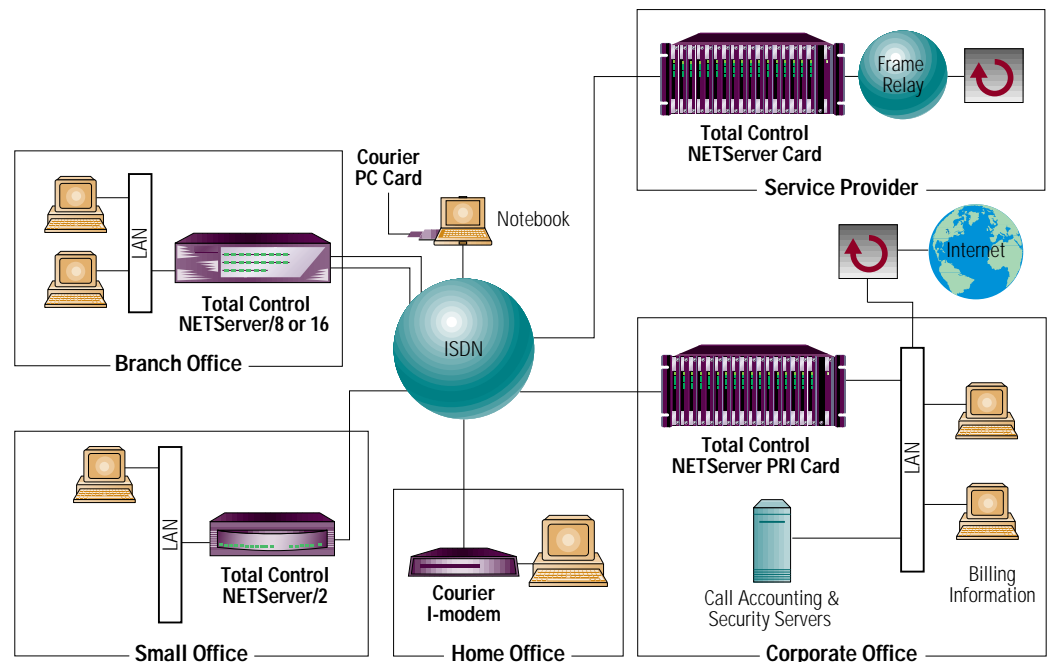 Frame
Relay
Total Control
NETServer Card
Service Provider
Courier
PC Card
Notebook
LAN
Total Control
NETServer/8 or 16
Branch Office
Internet
ISDN
Total Control
NETServer PRI Card
LAN
Call Accounting &
Security Servers
Billing
Information
Corporate Office
LAN
Total Control
NETServer/2
Small Office
Courier
I-modem
Home Office